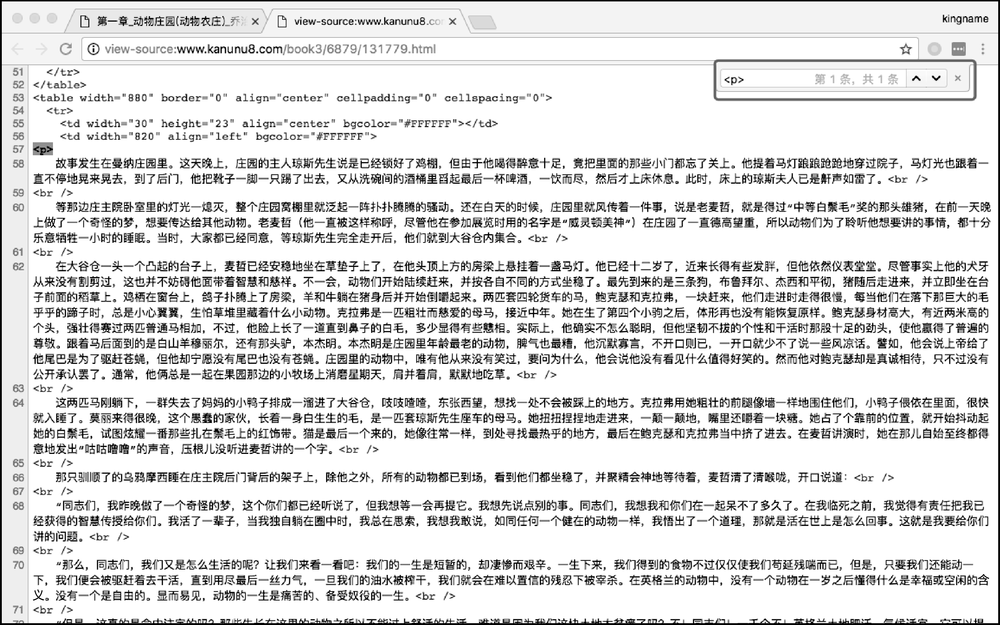 第一章_动物庄园(动物农庄)_乔治
view-source:www.kanunu8.co
kingname
view-source:www.kanunu8.com/book3/6879/131779.html
<p> 第 1 条，共 1 条
51 </tr>
52 </table>
53 <table width="880" border="0" align="center" cellpadding="0" cellspacing="0">
54 <tr>
55 <td width="30" height="23" align="center" bgcolor="#FFFFFF"></td>
56 <td width="820" align="left" bgcolor="#FFFFFF">
57 <p>
58 故事发生在曼纳庄园里。这天晚上，庄园的主人琼斯先生说是已经锁好了鸡棚，但由于他喝得醉意十足，竟把里面的那些小门都忘了关上。他提着马灯踉踉跄跄地穿过院子，马灯光也跟着一
直不停地晃来晃去，到了后门，他把靴子一脚一只踢了出去，又从洗碗间的酒桶里舀起最后一杯啤酒，一饮而尽，然后才上床休息。此时，床上的琼斯夫人已是鼾声如雷了。<br />
59 <br />
60 等那边庄主院卧室里的灯光一熄灭，整个庄园窝棚里就泛起一阵扑扑腾腾的骚动。还在白天的时候，庄园里就风传着一件事，说是老麦哲，就是得过“中等白鬃毛”奖的那头雄猪，在前一天晚
上做了一个奇怪的梦，想要传达给其他动物。老麦哲（他一直被这样称呼，尽管他在参加展览时用的名字是“威灵顿美神”）在庄园了一直德高望重，所以动物们为了聆听他想要讲的事情，都十分
乐意牺牲一小时的睡眠。当时，大家都已经同意，等琼斯先生完全走开后，他们就到大谷仓内集合。<br />
61 <br />
62 在大谷仓一头一个凸起的台子上，麦哲已经安稳地坐在草垫子上了，在他头顶上方的房梁上悬挂着一盏马灯。他已经十二岁了，近来长得有些发胖，但他依然仪表堂堂。尽管事实上他的犬牙
从来没有割剪过，这也并不妨碍他面带着智慧和慈祥。不一会，动物们开始陆续赶来，并按各自不同的方式坐稳了。最先到来的是三条狗，布鲁拜尔、杰西和平彻，猪随后走进来，并立即坐在台
子前面的稻草上。鸡栖在窗台上，鸽子扑腾上了房梁，羊和牛躺在猪身后并开始倒嚼起来。两匹套四轮货车的马，鲍克瑟和克拉弗，一块赶来，他们走进时走得很慢，每当他们在落下那巨大的毛
乎乎的蹄子时，总是小心翼翼，生怕草堆里藏着什么小动物。克拉弗是一匹粗壮而慈爱的母马，接近中年。她在生了第四个小驹之后，体形再也没有能恢复原样。鲍克瑟身材高大，有近两米高的
个头，强壮得赛过两匹普通马相加，不过，他脸上长了一道直到鼻子的白毛，多少显得有些戆相。实际上，他确实不怎么聪明，但他坚韧不拔的个性和干活时那股十足的劲头，使他赢得了普遍的
尊敬。跟着马后面到的是白山羊穆丽尔，还有那头驴，本杰明。本杰明是庄园里年龄最老的动物，脾气也最糟，他沉默寡言，不开口则已，一开口就少不了说一些风凉话。譬如，他会说上帝给了
他尾巴是为了驱赶苍蝇，但他却宁愿没有尾巴也没有苍蝇。庄园里的动物中，唯有他从来没有笑过，要问为什么，他会说他没有看见什么值得好笑的。然而他对鲍克瑟却是真诚相待，只不过没有
公开承认罢了。通常，他俩总是一起在果园那边的小牧场上消磨星期天，肩并着肩，默默地吃草。<br />
63 <br />
64 这两匹马刚躺下，一群失去了妈妈的小鸭子排成一溜进了大谷仓，吱吱喳喳，东张西望，想找一处不会被踩上的地方。克拉弗用她粗壮的前腿像墙一样地围住他们，小鸭子偎依在里面，很快
就入睡了。莫丽来得很晚，这个愚蠢的家伙，长着一身白生生的毛，是一匹套琼斯先生座车的母马。她扭扭捏捏地走进来，一颠一颠地，嘴里还嚼着一块糖。她占了个靠前的位置，就开始抖动起
她的白鬃毛，试图炫耀一番那些扎在鬃毛上的红饰带。猫是最后一个来的，她像往常一样，到处寻找最热乎的地方，最后在鲍克瑟和克拉弗当中挤了进去。在麦哲讲演时，她在那儿自始至终都得
意地发出“咕咕噜噜”的声音，压根儿没听进麦哲讲的一个字。<br />
65 <br />
66 那只驯顺了的乌鸦摩西睡在庄主院后门背后的架子上，除他之外，所有的动物都已到场，看到他们都坐稳了，并聚精会神地等待着，麦哲清了清喉咙，开口说道：<br />
67 <br />
68 “同志们，我昨晚做了一个奇怪的梦，这个你们都已经听说了，但我想等一会再提它。我想先说点别的事。同志们，我想我和你们在一起呆不了多久了。在我临死之前，我觉得有责任把我已
经获得的智慧传授给你们。我活了一辈子，当我独自躺在圈中时，我总在思索，我想我敢说，如同任何一个健在的动物一样，我悟出了一个道理，那就是活在世上是怎么回事。这就是我要给你们
讲的问题。<br />
69 <br />
70 “那么，同志们，我们又是怎么生活的呢？让我们来看一看吧：我们的一生是短暂的，却凄惨而艰辛。一生下来，我们得到的食物不过仅仅使我们苟延残喘而已，但是，只要我们还能动一
下，我们便会被驱赶着去干活，直到用尽最后一丝力气，一旦我们的油水被榨干，我们就会在难以置信的残忍下被宰杀。在英格兰的动物中，没有一个动物在一岁之后懂得什么是幸福或空闲的含
义。没有一个是自由的。显而易见，动物的一生是痛苦的、备受奴役的一生。<br />
71 <br />